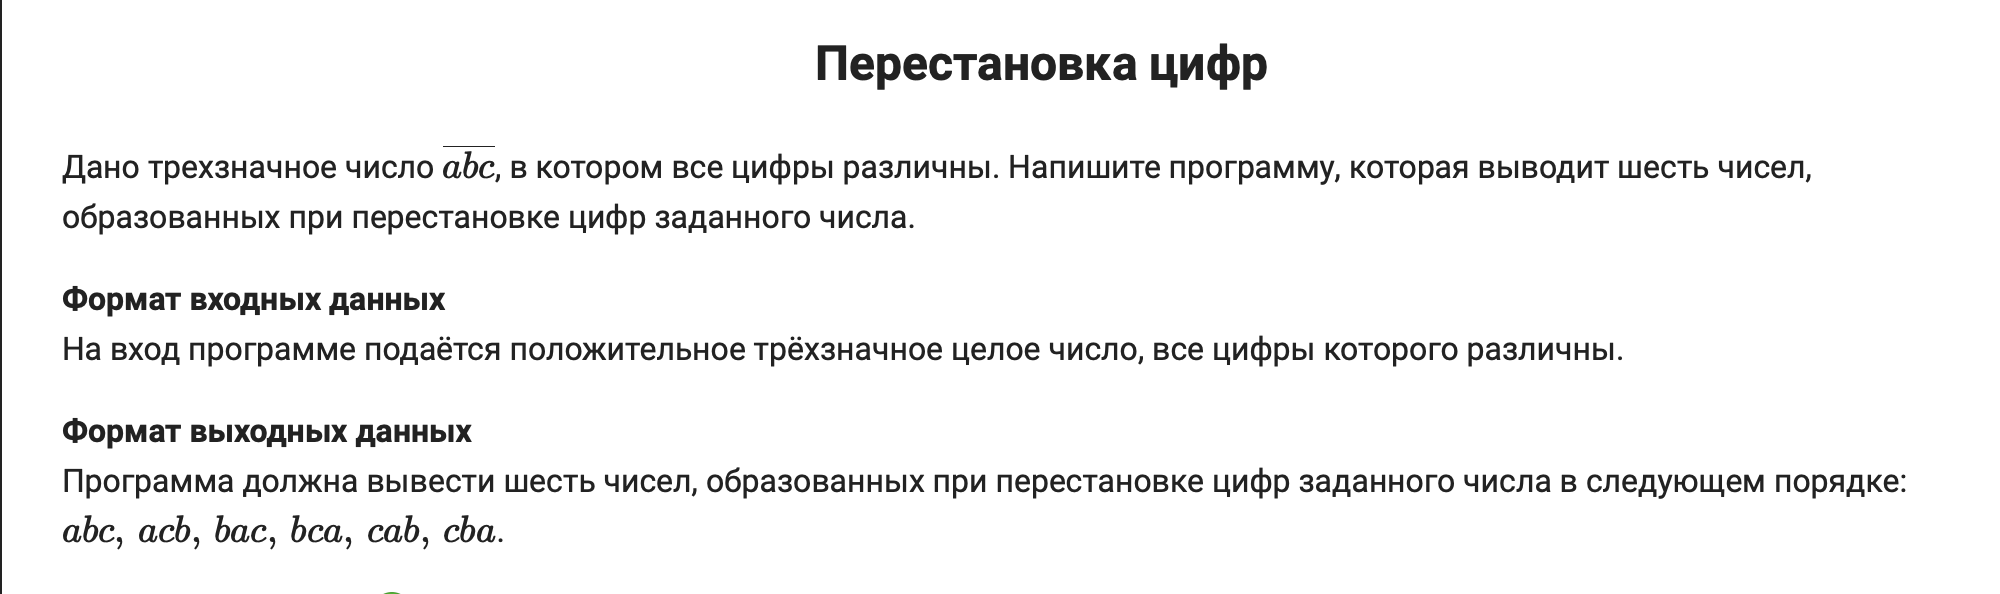 Перестановка цифр
Дано трехзначное число abc, в котором все цифры различны. Напишите программу, которая выводит шесть чисел,
образованных при перестановке цифр заданного числа.
Формат входных данных
На вход программе подаётся положительное трёхзначное целое число, все цифры которого различны.
Формат выходных данных
Программа должна вывести шесть чисел, образованных при перестановке цифр заданного числа в следующем порядке:
abc, acb, bac, bca, cab, cba.